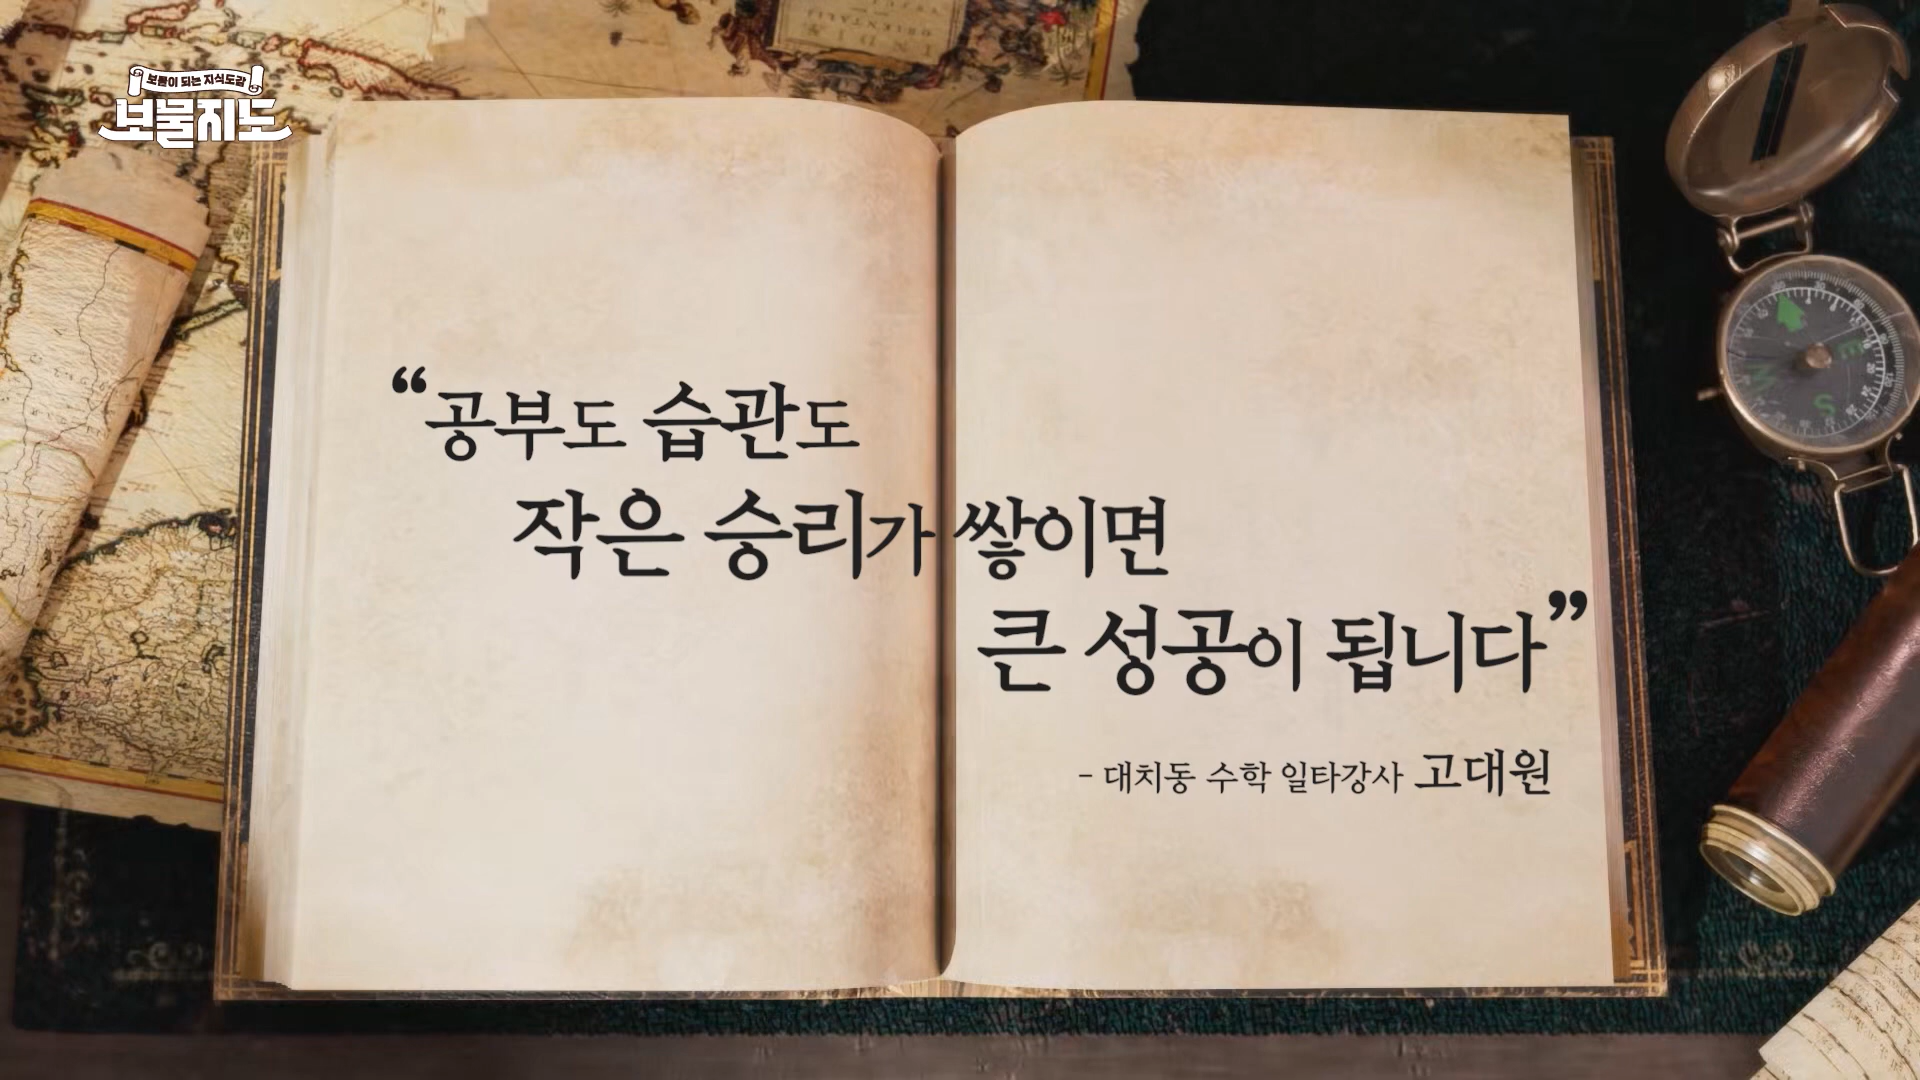 보물이 되는 지식도감
보물지도
“공부도 습관도
작은 승리가 쌓이면
큰 성공이 됩니다”
- 대치동 수학 일타강사 고대원